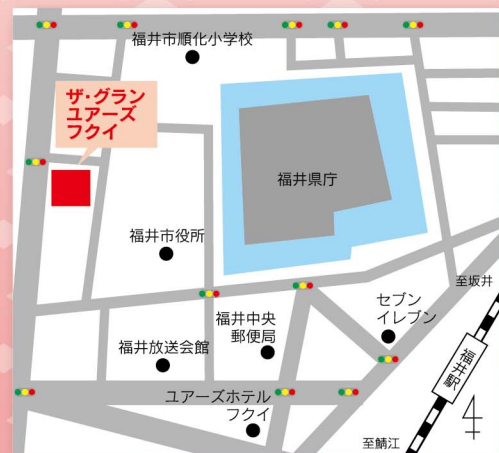 福井市順化小学校
ザ・グラン
ユアーズ
フクイ
福井県庁
福井市役所
至坂井
セブン
イレブン
福井中央
郵便局
福井放送会館
福井駅
ユアーズホテル
フクイ
至鯖江